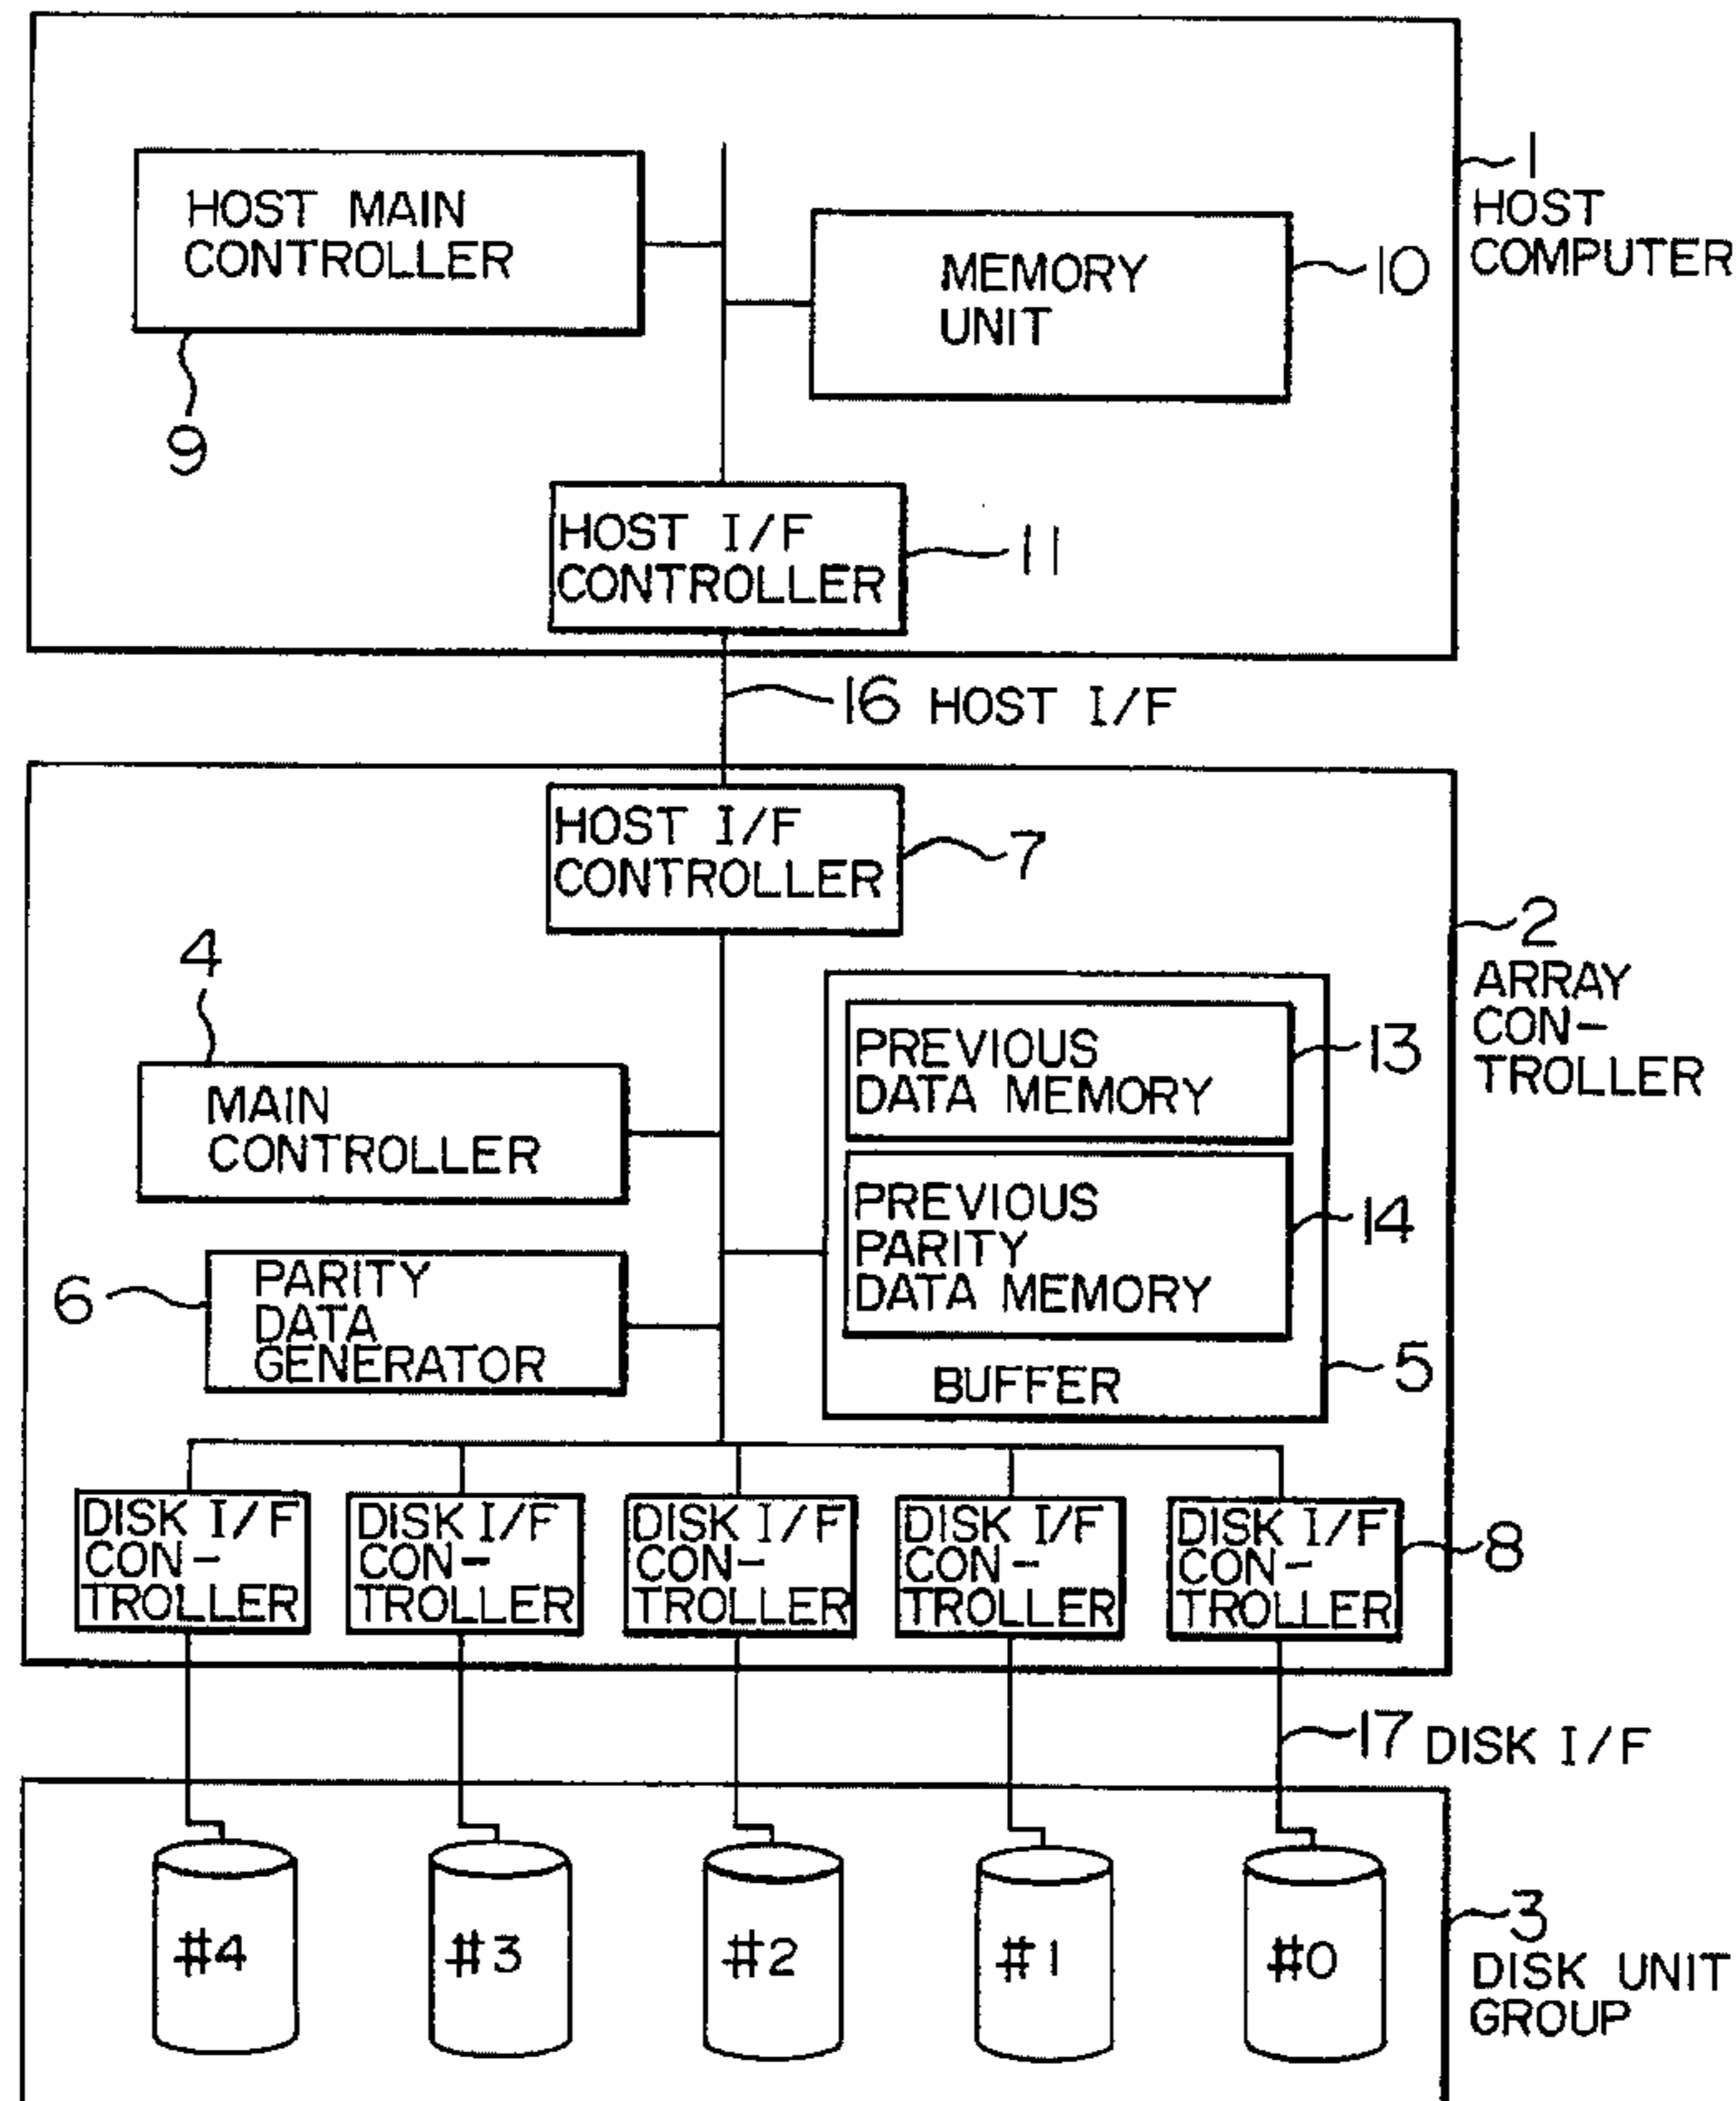 1
HOST
COMPUTER
HOST MAIN
CONTROLLER
9
MEMORY
UNIT
10
HOST I/F
CONTROLLER
11
16 HOST I/F
HOST I/F
CONTROLLER
7
2
ARRAY
CON-
TROLLER
4
MAIN
CONTROLLER
PREVIOUS
DATA MEMORY
13
PREVIOUS
PARITY
DATA MEMORY
14
6
PARITY
DATA
GENERATOR
BUFFER
5
DISK I/F
CON-
TROLLER
DISK I/F
CON-
TROLLER
DISK I/F
CON-
TROLLER
DISK I/F
CON-
TROLLER
DISK I/F
CON-
TROLLER
8
17 DISK I/F
#4
#3
#2
#1
#0
3
DISK UNIT
GROUP